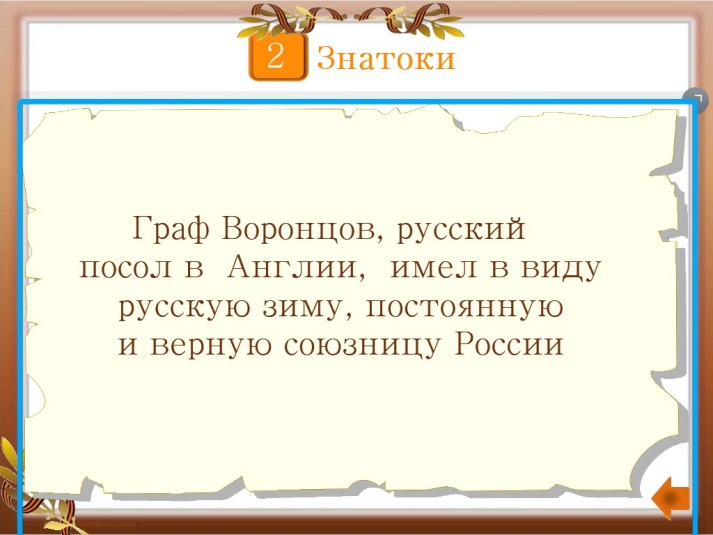 2 Знатоки
Граф Воронцов, русский
посол в Англии, имел в виду
русскую зиму, постоянную
и верную союзницу России